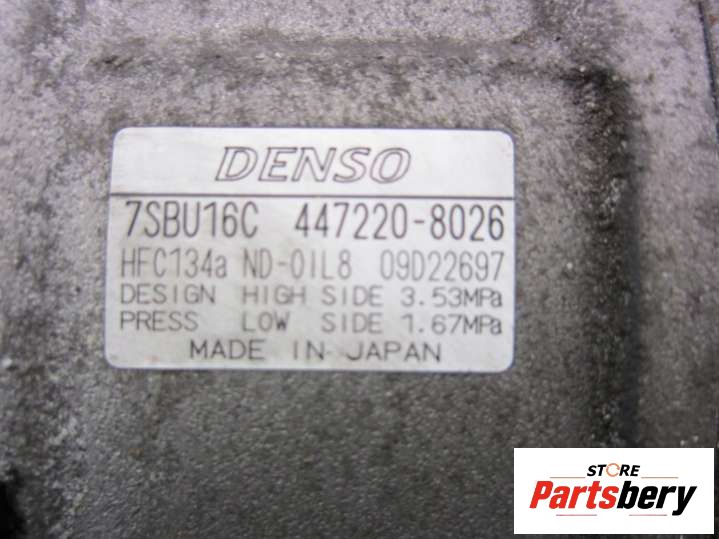 DENSO
7SBU16C 447220-8026
HFC134a ND-OIL8 09D22697
DESIGN HIGH SIDE 3.53MPa
PRESS LOW SIDE 1.67MPa
MADE IN JAPAN
STORE
Partsbery